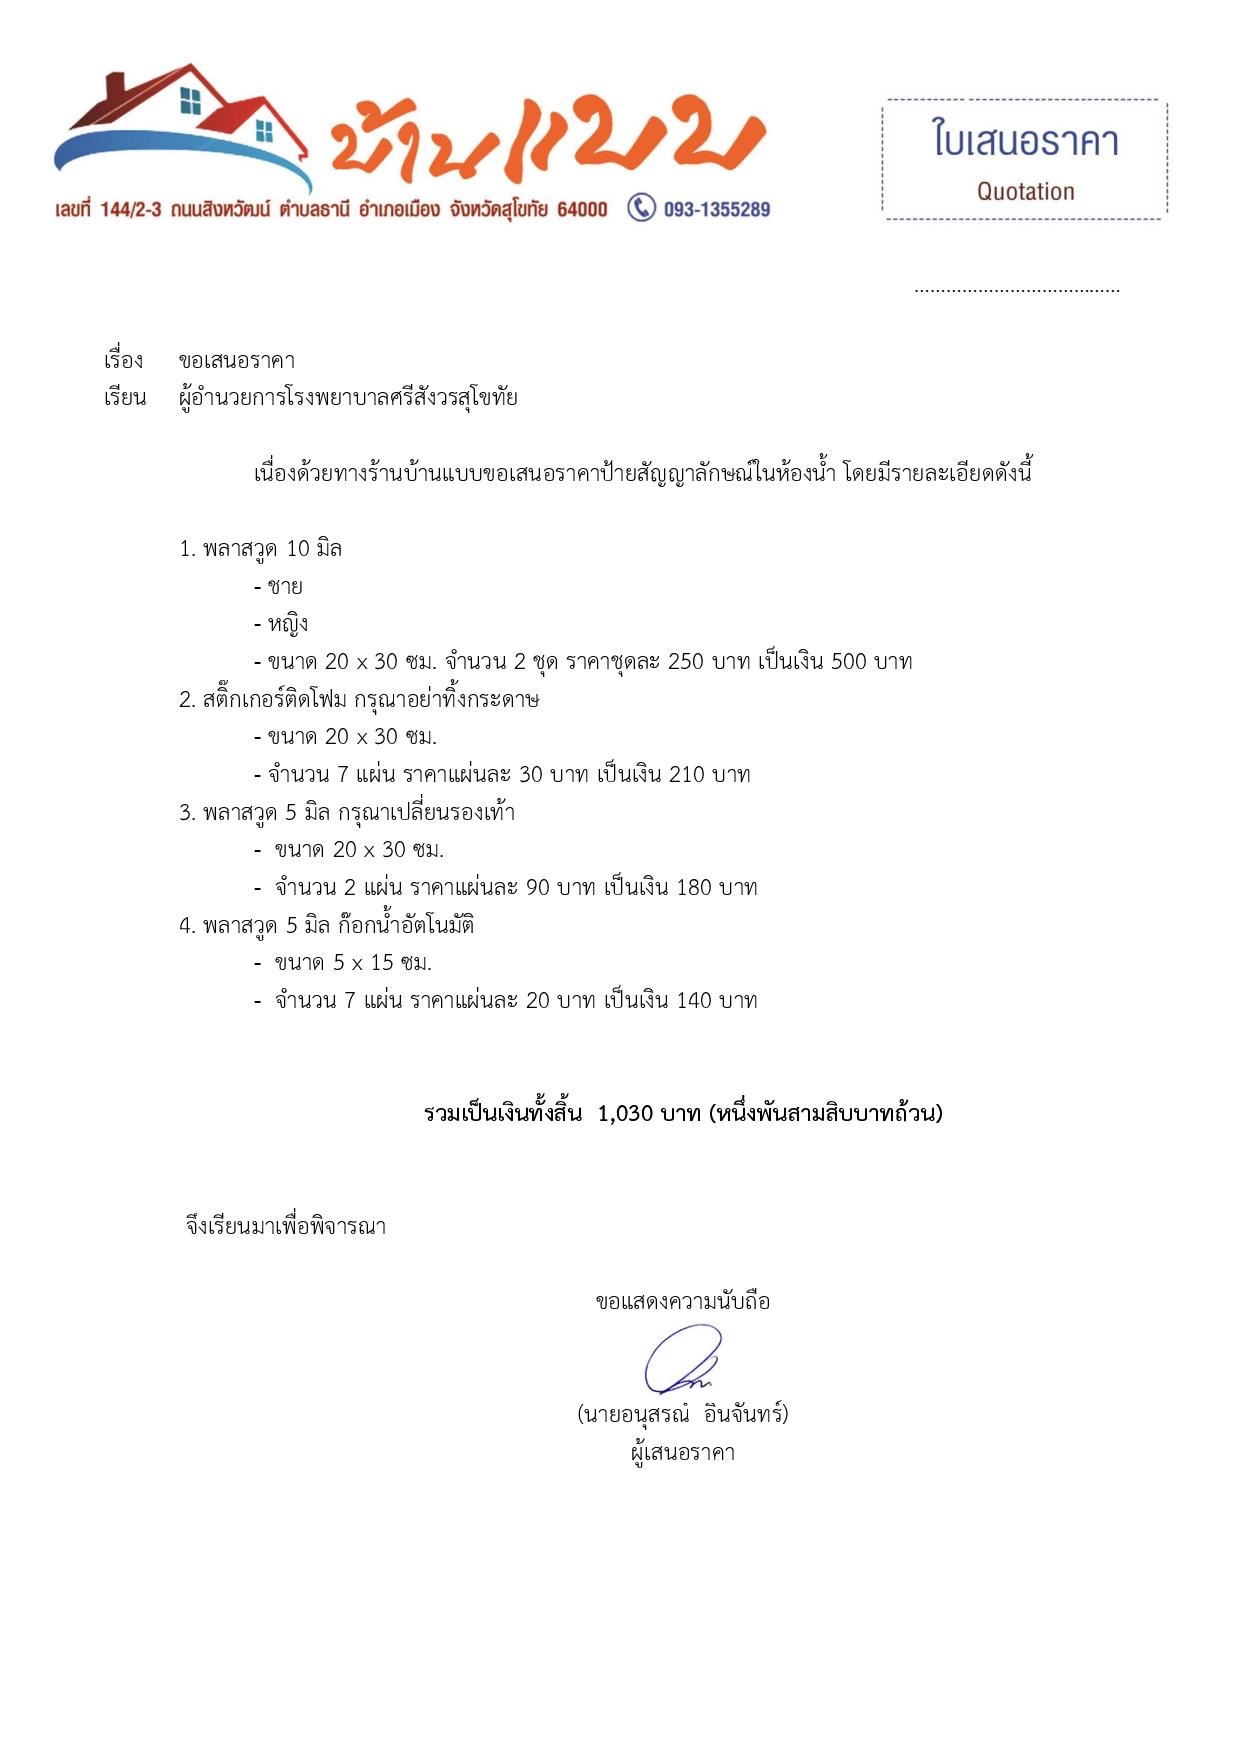 บ้านแบบ
เลขที่ 144/2-3 ถนนสิงหวัฒน์ ตำบลธานี อำเภอเมือง จังหวัดสุโขทัย 64000 093-1355289
ใบเสนอราคา
Quotation
.......................................
เรื่อง ขอเสนอราคา
เรียน ผู้อำนวยการโรงพยาบาลศรีสังวรสุโขทัย
เนื่องด้วยทางร้านบ้านแบบขอเสนอราคาป้ายสัญญาลักษณ์ในห้องน้ำ โดยมีรายละเอียดดังนี้
1. พลาสวูด 10 มิล
- ชาย
- หญิง
- ขนาด 20 x 30 ซม. จำนวน 2 ชุด ราคาชุดละ 250 บาท เป็นเงิน 500 บาท
2. สติ๊กเกอร์ติดโฟม กรุณาอย่าทิ้งกระดาษ
- ขนาด 20 x 30 ซม.
- จำนวน 7 แผ่น ราคาแผ่นละ 30 บาท เป็นเงิน 210 บาท
3. พลาสวูด 5 มิล กรุณาเปลี่ยนรองเท้า
- ขนาด 20 x 30 ซม.
- จำนวน 2 แผ่น ราคาแผ่นละ 90 บาท เป็นเงิน 180 บาท
4. พลาสวูด 5 มิล ก๊อกน้ำอัตโนมัติ
- ขนาด 5 x 15 ซม.
- จำนวน 7 แผ่น ราคาแผ่นละ 20 บาท เป็นเงิน 140 บาท
รวมเป็นเงินทั้งสิ้น 1,030 บาท (หนึ่งพันสามสิบบาทถ้วน)
จึงเรียนมาเพื่อพิจารณา
ขอแสดงความนับถือ
(นายอนุสรณ์ อินจันทร์)
ผู้เสนอราคา